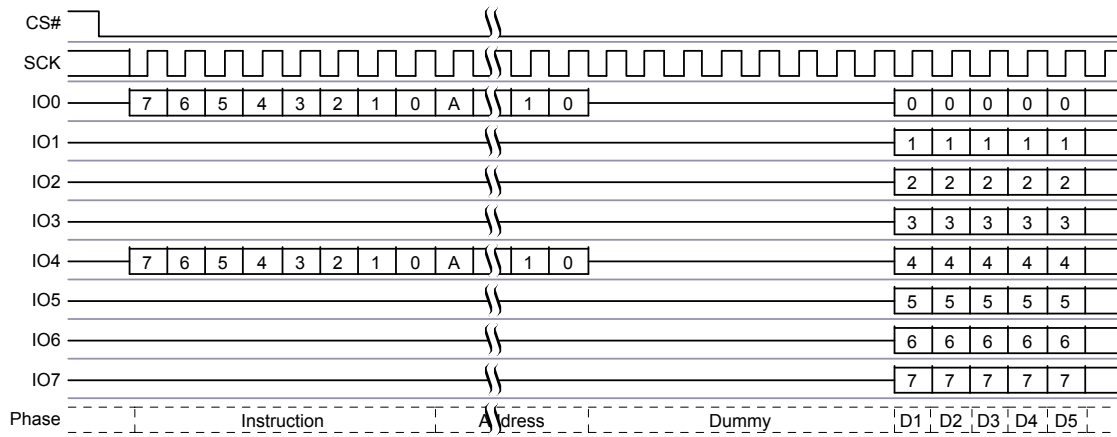 CS#
SCK
IO0 7 6 5 4 3 2 1 0 A 1 0 0 0 0 0 0
IO1 1 1 1 1 1
IO2 2 2 2 2 2
IO3 3 3 3 3 3
IO4 7 6 5 4 3 2 1 0 A 1 0 4 4 4 4 4
IO5 5 5 5 5 5
IO6 6 6 6 6 6
IO7 7 7 7 7 7
Phase Instruction Address Dummy D1 D2 D3 D4 D5